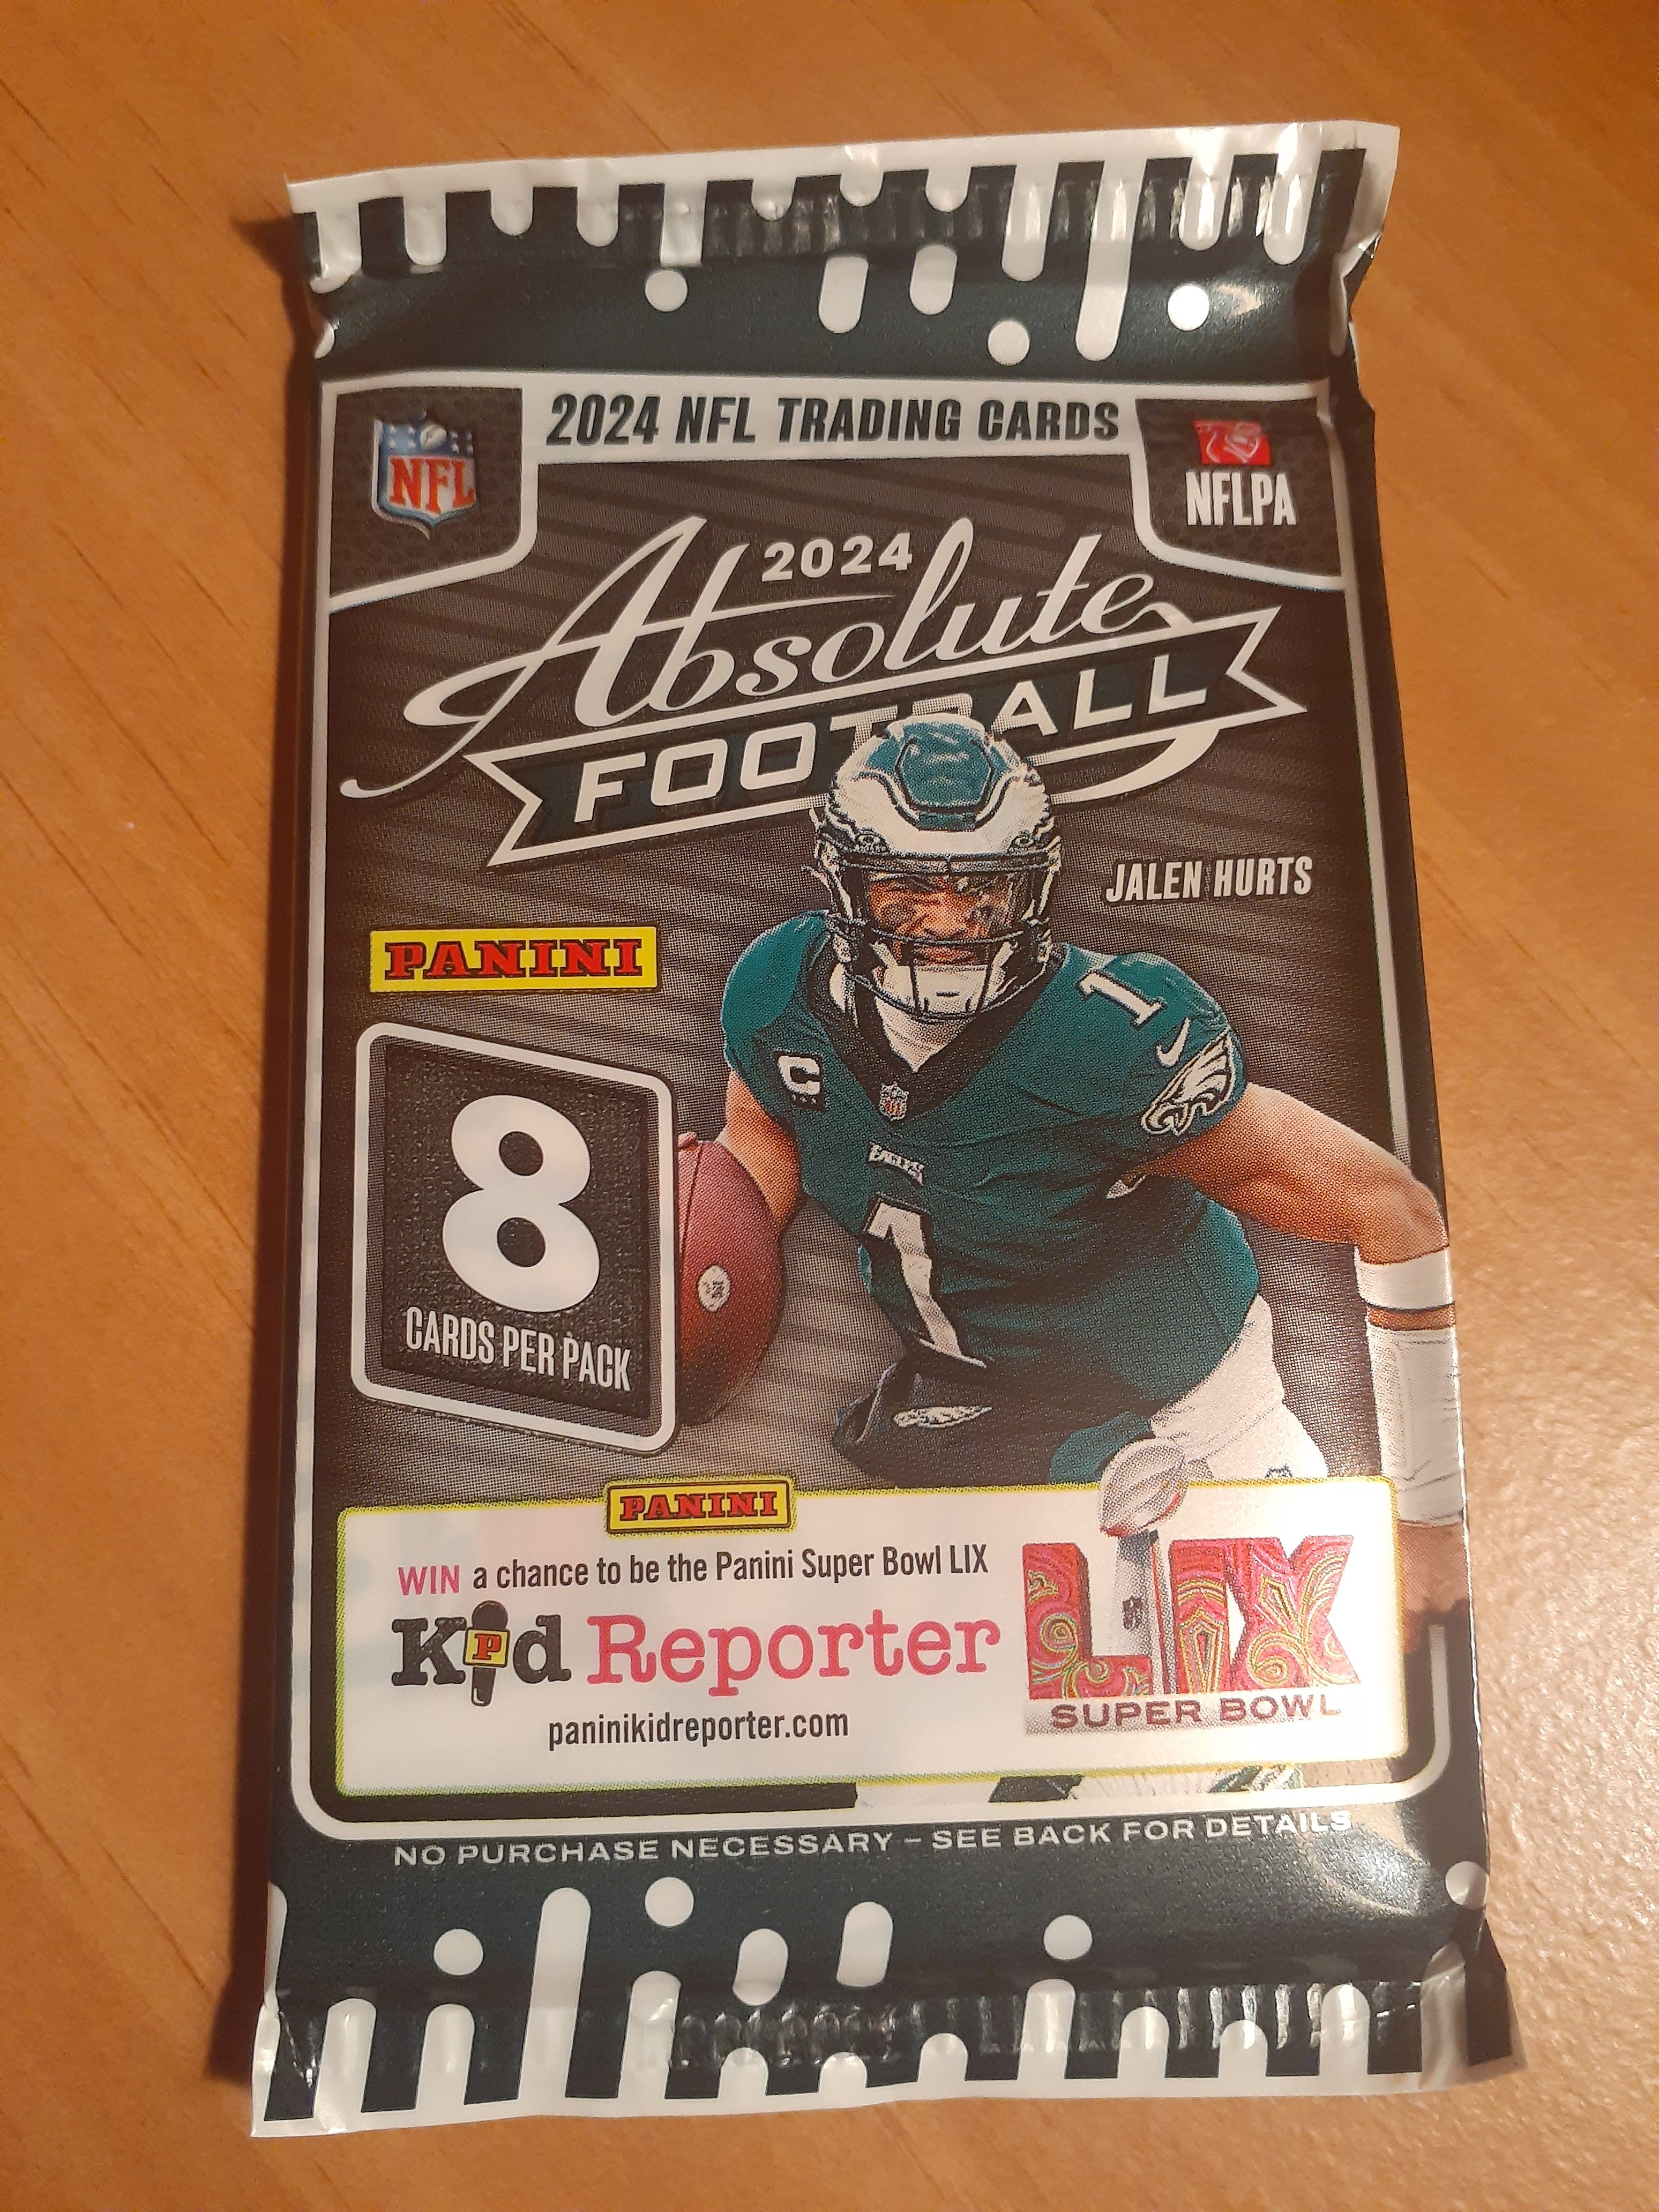 2024 NFL TRADING CARDS
NFL
NFLPA
2024
Absolute
FOOTBALL
JALEN HURTS
PANINI
8
CARDS PER PACK
1
C
EAGLES
1
PANINI
WIN a chance to be the Panini Super Bowl LIX
Kid Reporter
P
paninikidreporter.com
LIX
SUPER BOWL
NO PURCHASE NECESSARY – SEE BACK FOR DETAILS